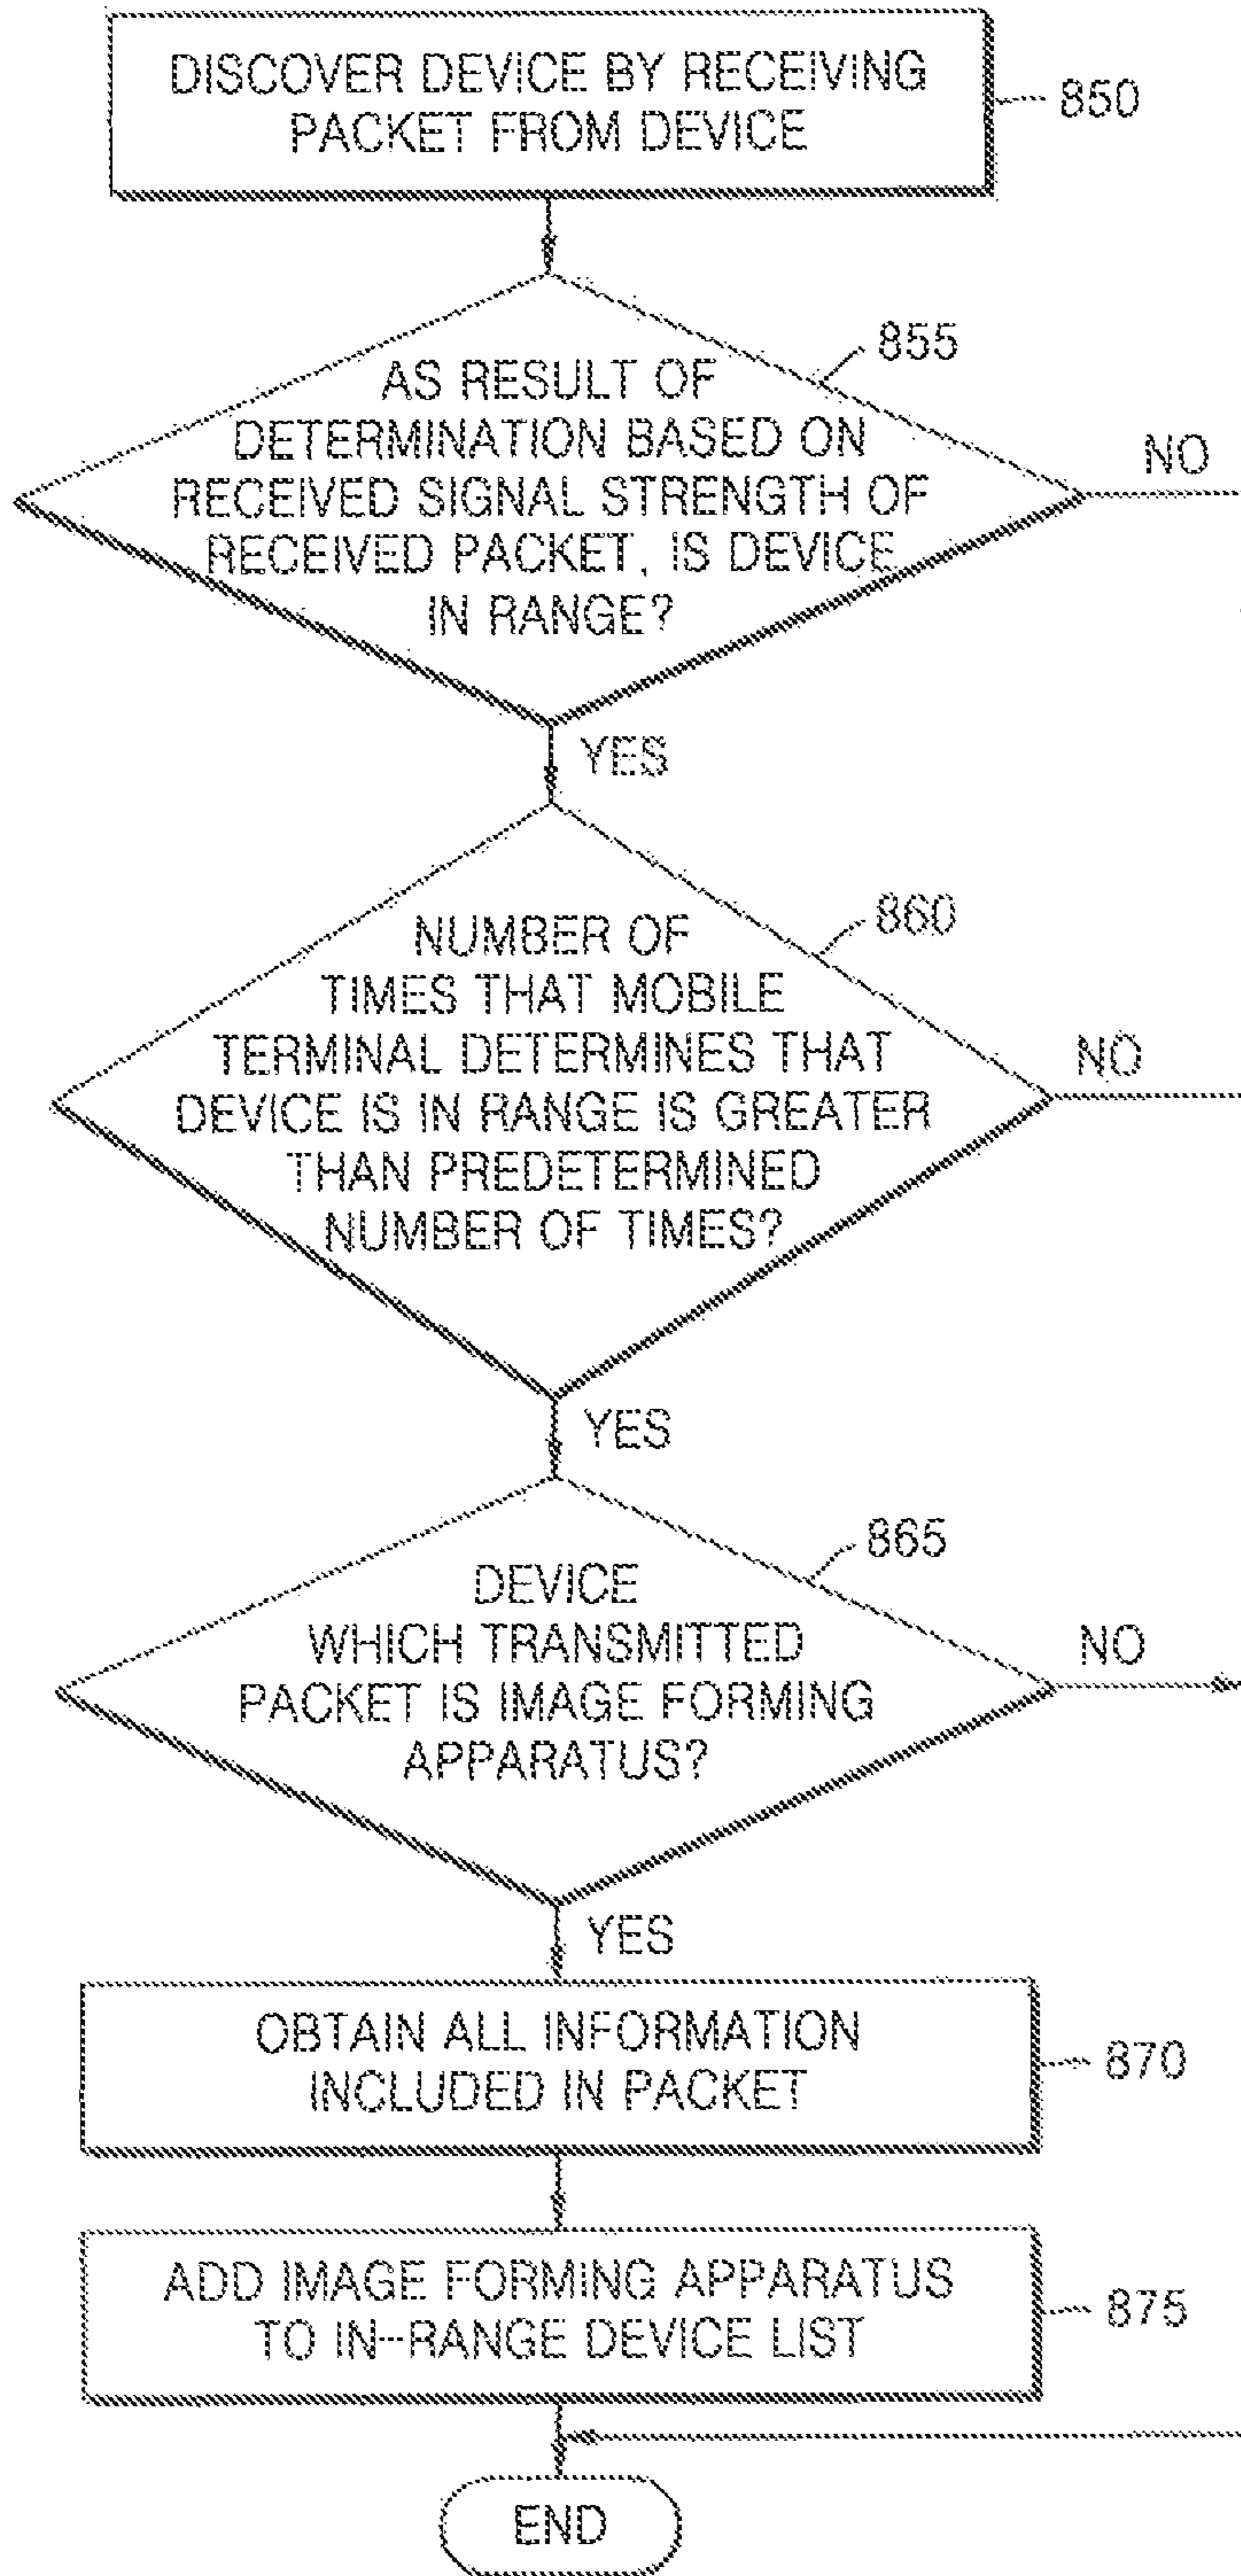 DISCOVER DEVICE BY RECEIVING
PACKET FROM DEVICE
850
855
AS RESULT OF
DETERMINATION BASED ON
RECEIVED SIGNAL STRENGTH OF
RECEIVED PACKET, IS DEVICE
IN RANGE?
NO
YES
860
NUMBER OF
TIMES THAT MOBILE
TERMINAL DETERMINES THAT
DEVICE IS IN RANGE IS GREATER
THAN PREDETERMINED
NUMBER OF TIMES?
NO
YES
865
DEVICE
WHICH TRANSMITTED
PACKET IS IMAGE FORMING
APPARATUS?
NO
YES
OBTAIN ALL INFORMATION
INCLUDED IN PACKET
870
ADD IMAGE FORMING APPARATUS
TO IN-RANGE DEVICE LIST
875
END